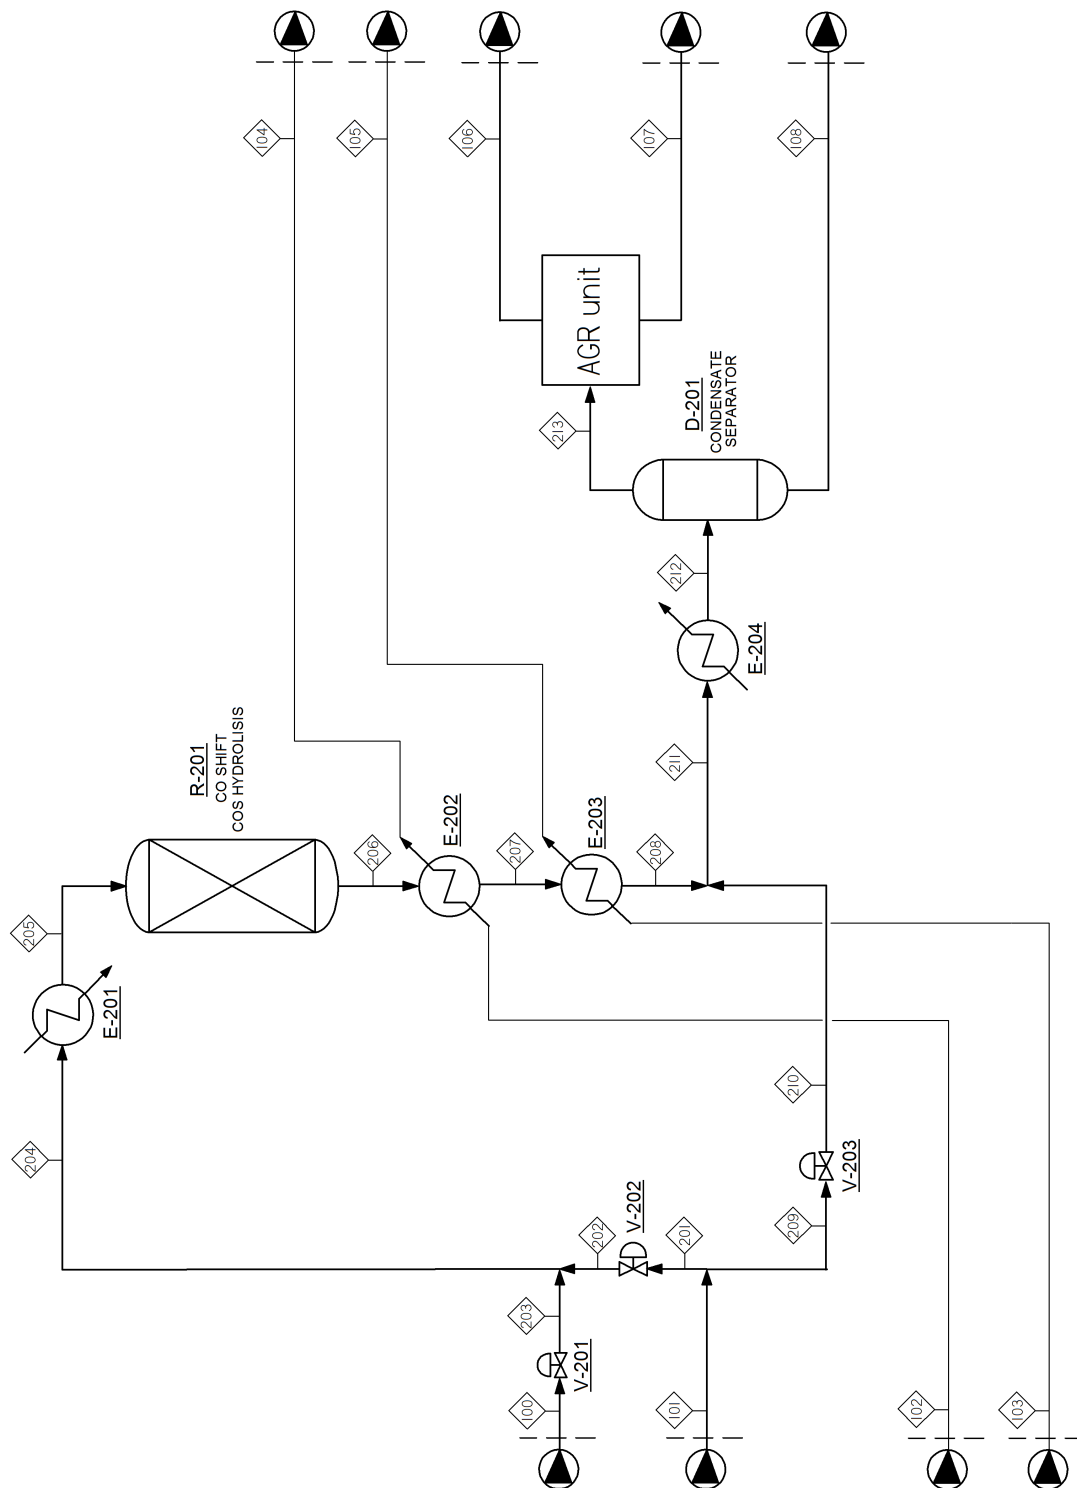 104
105
106
107
108
AGR unit
213
D-201
CONDENSATE
SEPARATOR
212
E-204
211
R-201
CO SHIFT
COS HYDROLISIS
206
E-202
207
E-203
208
205
E-201
204
210
V-203
209
V-202
202
201
203
V-201
100
101
102
103